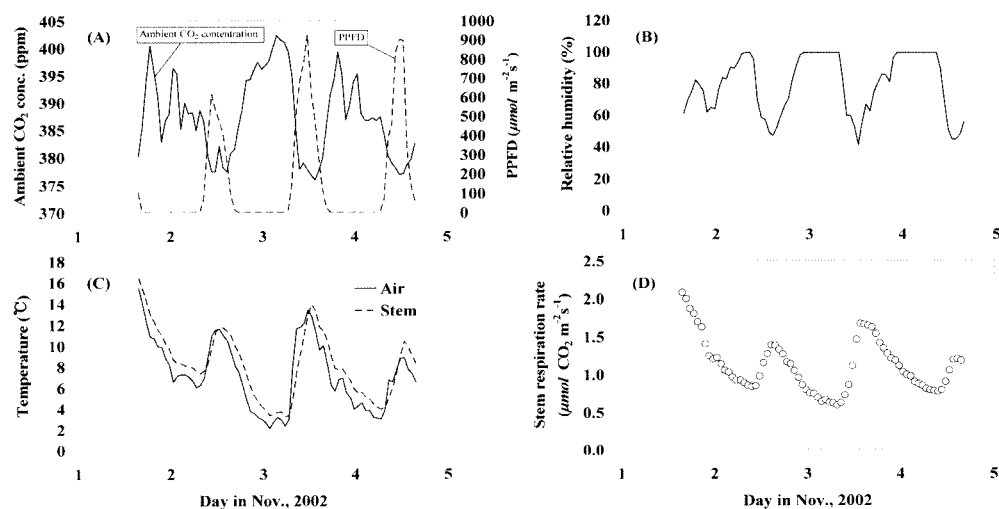 405
400
395
390
385
380
375
370
Ambient CO2 conc. (ppm)
(A)
Ambient CO2 contentration
PPFD
1000
900
800
700
600
500
400
300
200
100
0
PPFD (μmol m-2s-1)
1 2 3 4 5
120
100
80
60
40
20
0
Relative humidity (%)
(B)
1 2 3 4 5
18
16
14
12
10
8
6
4
2
0
Temperature (℃)
(C)
Air
Stem
1 2 3 4 5
Day in Nov., 2002
2.5
2.0
1.5
1.0
0.5
0.0
Stem respiration rate
(μmol CO2 m-2s-1)
(D)
1 2 3 4 5
Day in Nov., 2002